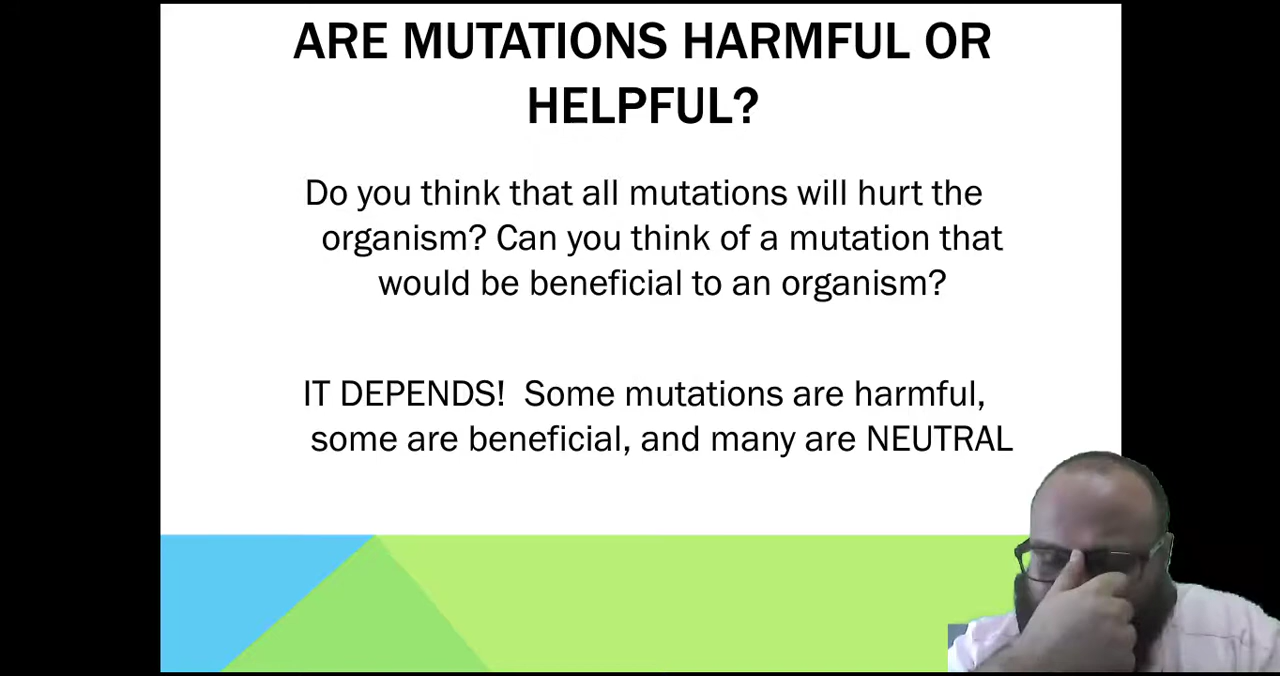 ARE MUTATIONS HARMFUL OR
HELPFUL?
Do you think that all mutations will hurt the
organism? Can you think of a mutation that
would be beneficial to an organism?
IT DEPENDS!  Some mutations are harmful,
some are beneficial, and many are NEUTRAL